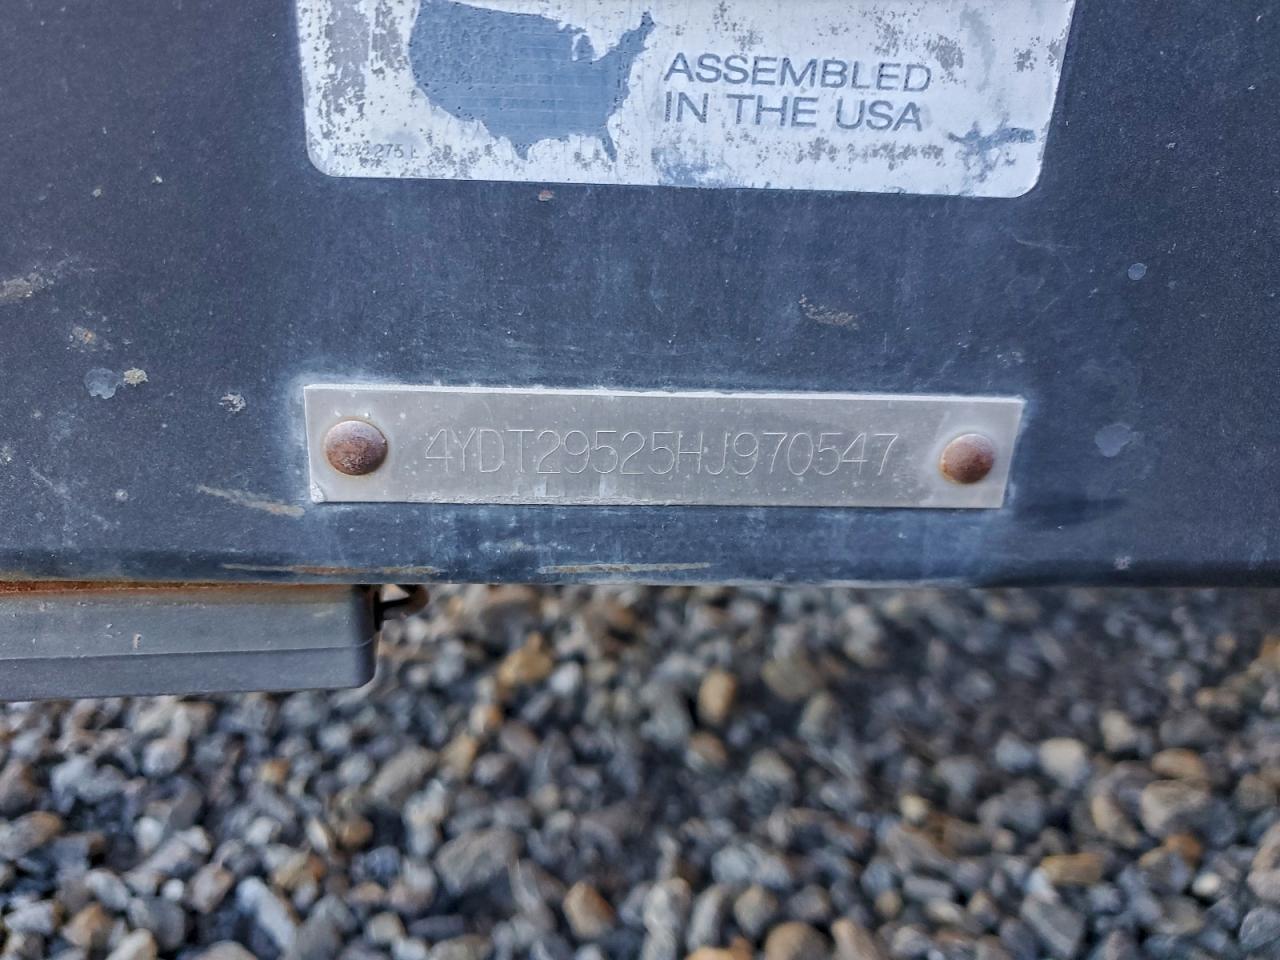 ASSEMBLED
IN THE USA
4YDT29525HJ970547